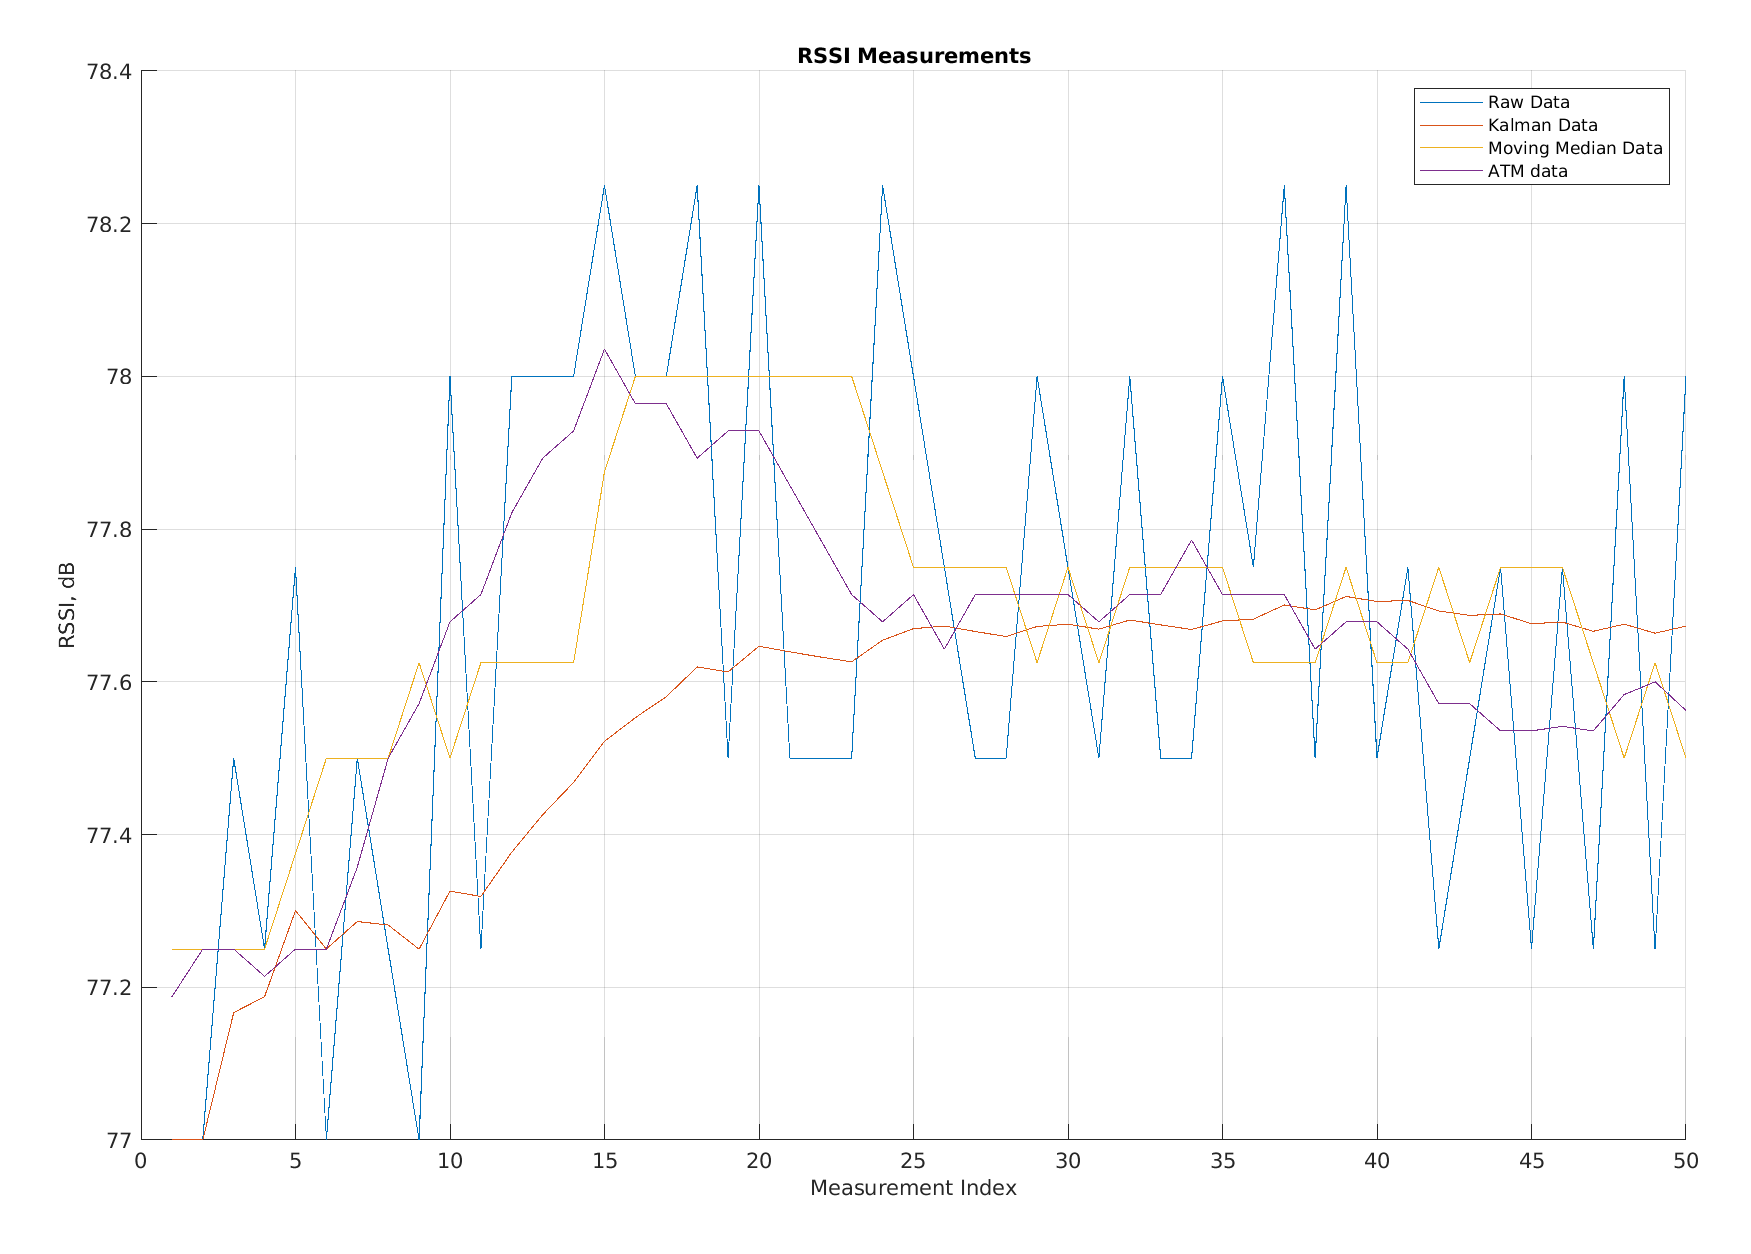 RSSI Measurements
78.4
78.2
78
77.8
77.6
77.4
77.2
77
RSSI, dB
Raw Data
Kalman Data
Moving Median Data
ATM data
0 5 10 15 20 25 30 35 40 45 50
Measurement Index